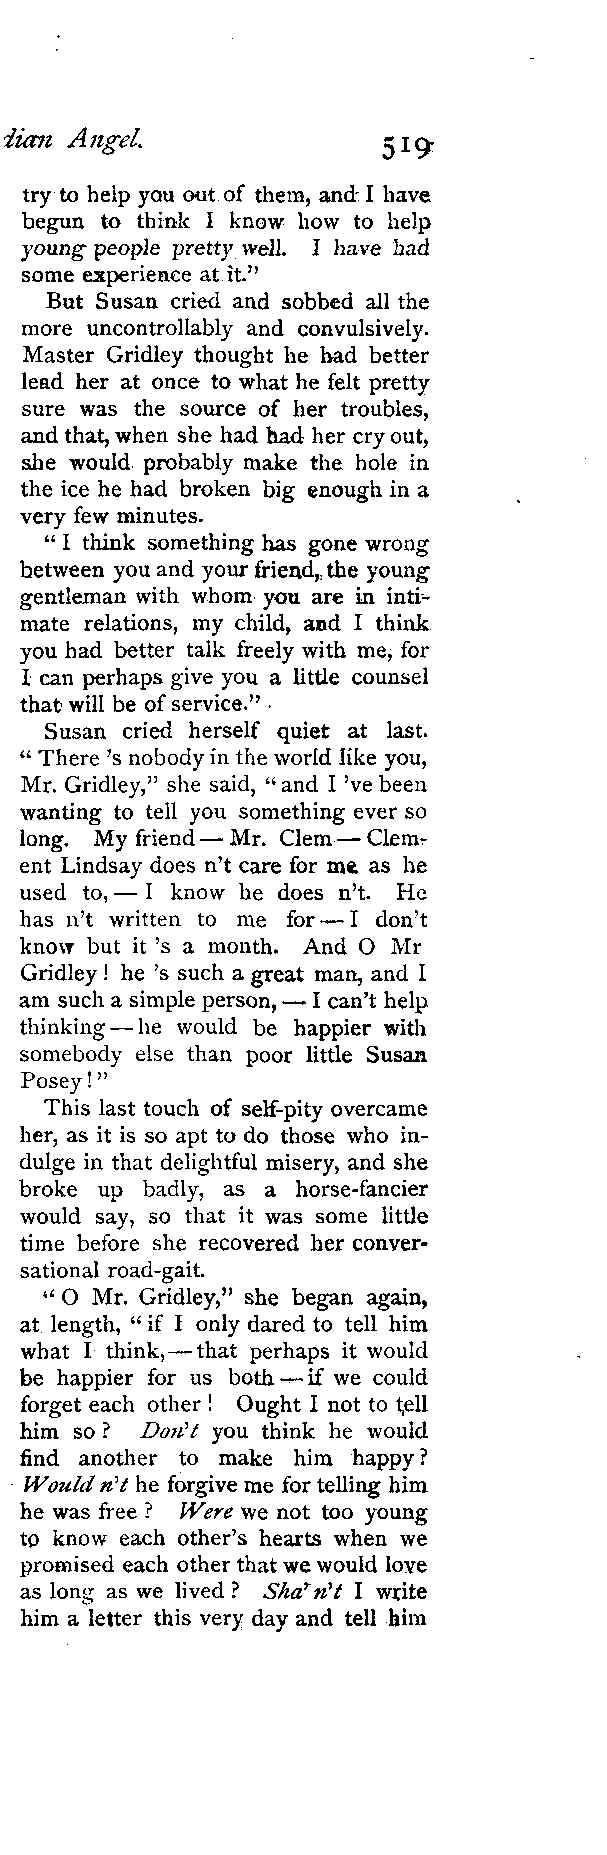 dian Angel. 519
try to help you out of them, and I have
begun to think I know how to help
young people pretty well. I have had
some experience at it."
But Susan cried and sobbed all the
more uncontrollably and convulsively.
Master Gridley thought he had better
lead her at once to what he felt pretty
sure was the source of her troubles,
and that, when she had had her cry out,
she would probably make the hole in
the ice he had broken big enough in a
very few minutes.
"I think something has gone wrong
between you and your friend, the young
gentleman with whom you are in inti-
mate relations, my child, and I think
you had better talk freely with me, for
I can perhaps give you a little counsel
that will be of service."
Susan cried herself quiet at last.
"There 's nobody in the world like you,
Mr. Gridley," she said, "and I 've been
wanting to tell you something ever so
long. My friend — Mr. Clem — Clem-
ent Lindsay does n't care for me as he
used to, — I know he does n't. He
has n't written to me for — I don't
know but it 's a month. And O Mr
Gridley! he 's such a great man, and I
am such a simple person, — I can't help
thinking — he would be happier with
somebody else than poor little Susan
Posey!"
This last touch of self-pity overcame
her, as it is so apt to do those who in-
dulge in that delightful misery, and she
broke up badly, as a horse-fancier
would say, so that it was some little
time before she recovered her conver-
sational road-gait.
"O Mr. Gridley," she began again,
at length, "if I only dared to tell him
what I think, — that perhaps it would
be happier for us both — if we could
forget each other! Ought I not to tell
him so? Don't you think he would
find another to make him happy?
Would n't he forgive me for telling him
he was free? Were we not too young
to know each other's hearts when we
promised each other that we would love
as long as we lived? Sha' n't I write
him a letter this very day and tell him